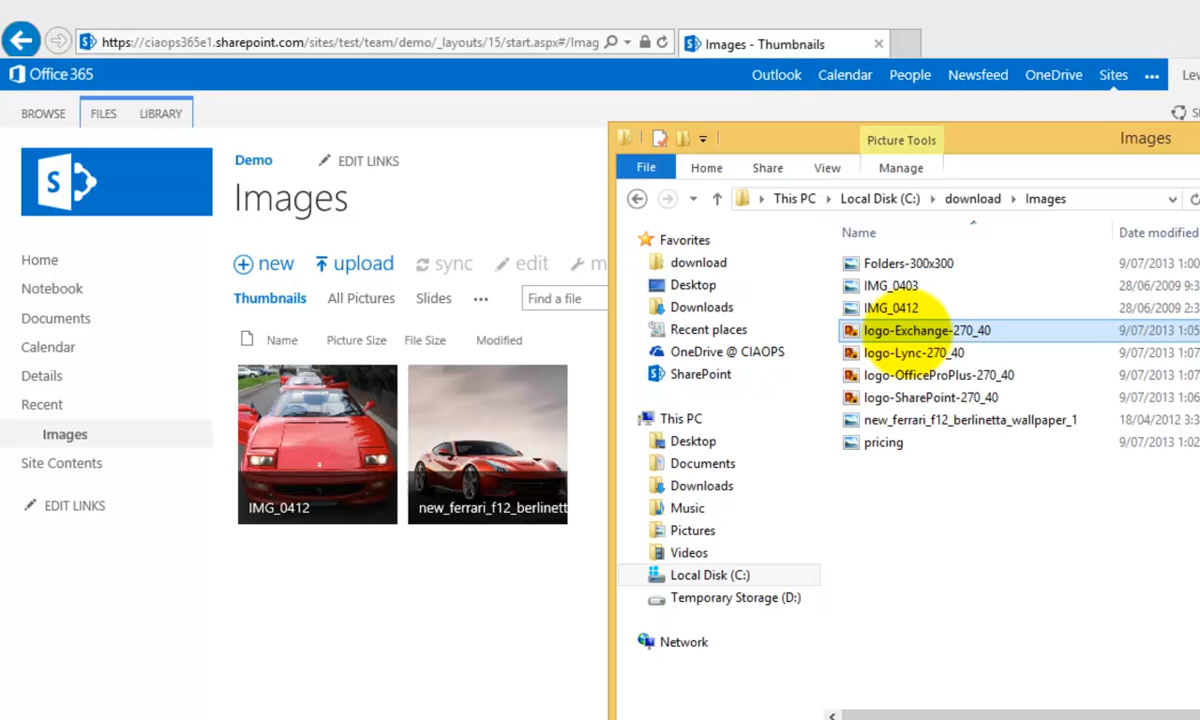 https://ciaops365e1.sharepoint.com/sites/test/team/demo/_layouts/15/start.aspx#/Imag
Images - Thumbnails
Office 365
Outlook Calendar People Newsfeed OneDrive Sites ...
BROWSE FILES LIBRARY
S
Demo
EDIT LINKS
Images
Home
Notebook
Documents
Calendar
Details
Recent
Images
Site Contents
EDIT LINKS
new upload sync edit m
Thumbnails All Pictures Slides ... Find a file
Name Picture Size File Size Modified
IMG_0412
new_ferrari_f12_berlinett
Picture Tools
Images
File Home Share View Manage
This PC Local Disk (C:) download Images
Favorites
download
Desktop
Downloads
Recent places
OneDrive @ CIAOPS
SharePoint
This PC
Desktop
Documents
Downloads
Music
Pictures
Videos
Local Disk (C:)
Temporary Storage (D:)
Network
Name Date modified
Folders-300x300 9/07/2013 1:00
IMG_0403 28/06/2009 9:3
IMG_0412 28/06/2009 2:3
logo-Exchange-270_40 9/07/2013 1:05
logo-Lync-270_40 9/07/2013 1:07
logo-OfficeProPlus-270_40 9/07/2013 1:07
logo-SharePoint-270_40 9/07/2013 1:06
new_ferrari_f12_berlinetta_wallpaper_1 18/04/2012 3:3
pricing 9/07/2013 1:02